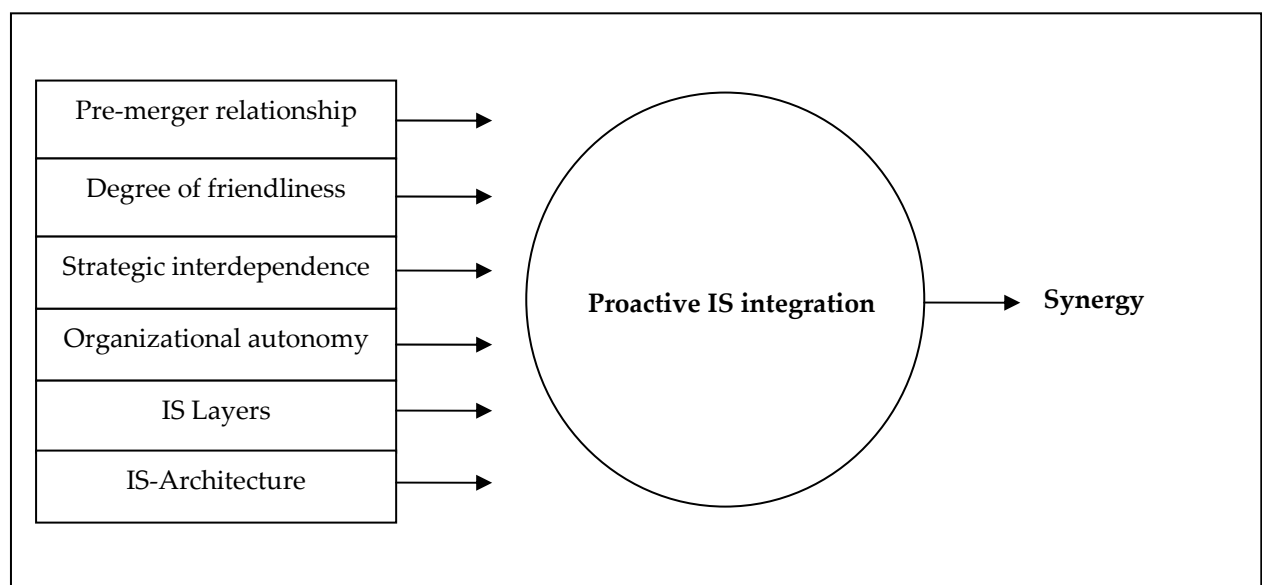 Pre-merger relationship
Degree of friendliness
Strategic interdependence
Organizational autonomy
IS Layers
IS-Architecture
Proactive IS integration
Synergy